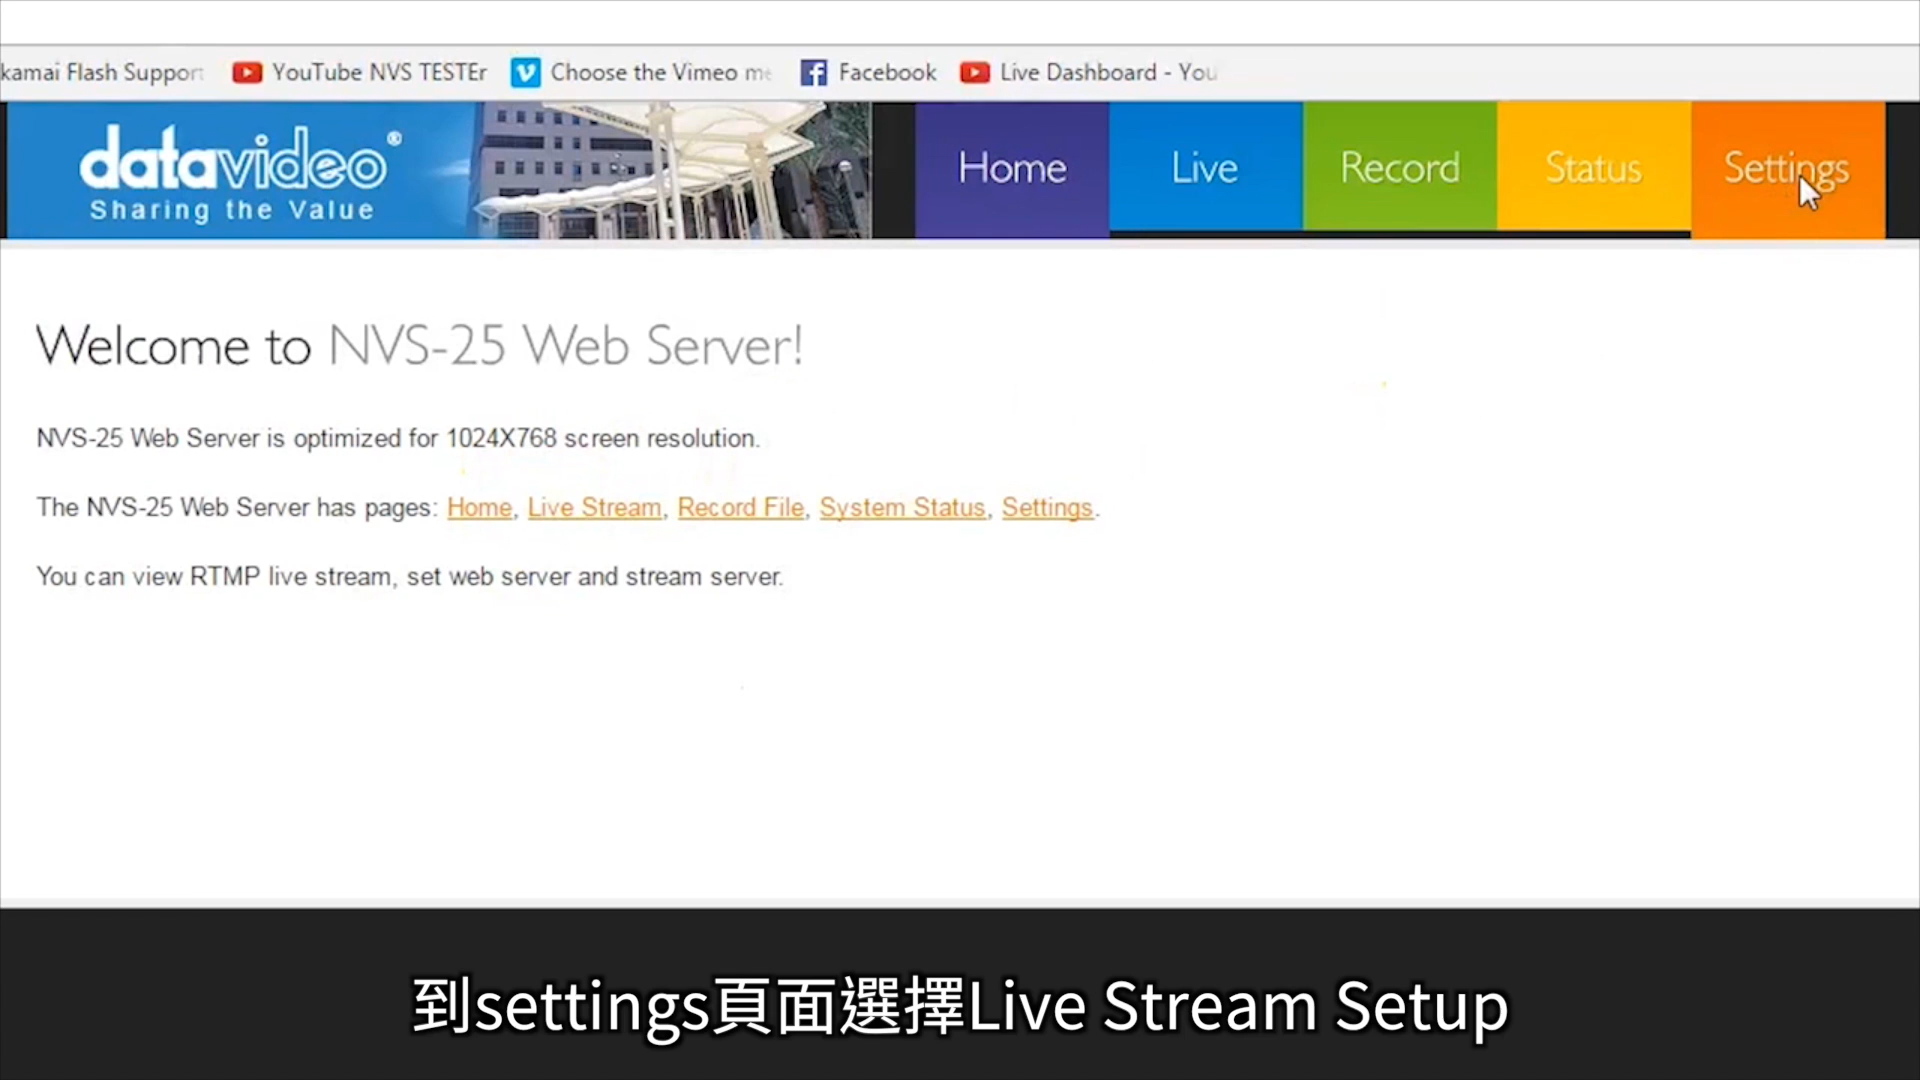 kamai Flash Support
YouTube NVS TESTEr
Choose the Vimeo me
Facebook
Live Dashboard - You
datavideo®
Sharing the Value
Home
Live
Record
Status
Settings
Welcome to NVS-25 Web Server!
NVS-25 Web Server is optimized for 1024X768 screen resolution.
The NVS-25 Web Server has pages: Home, Live Stream, Record File, System Status, Settings.
You can view RTMP live stream, set web server and stream server.
到settings頁面選擇Live Stream Setup